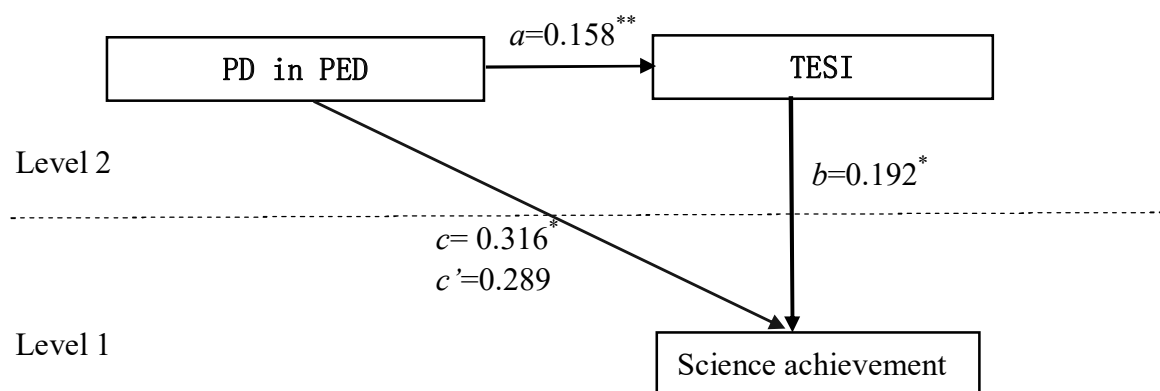 a=0.158**
PD in PED
TESI
Level 2
b=0.192*
c= 0.316*
c’=0.289
Level 1
Science achievement